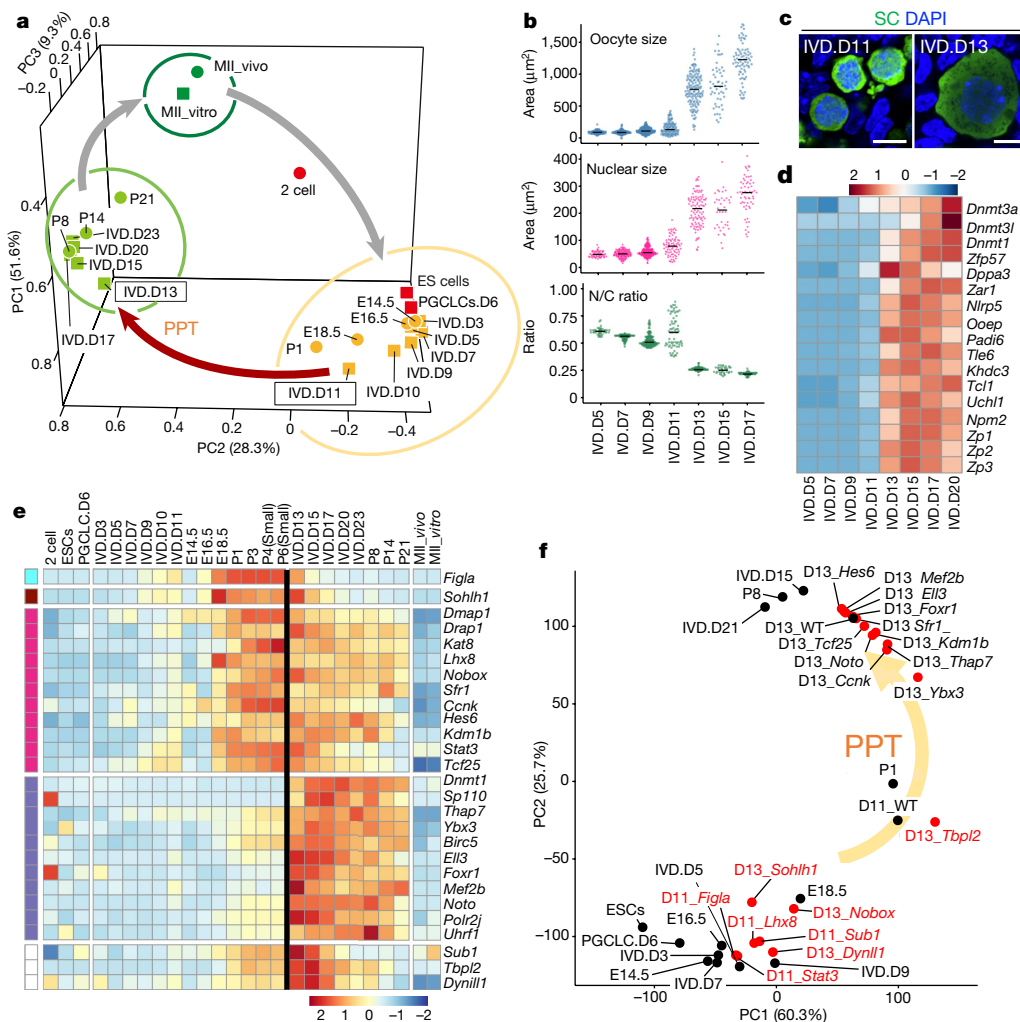 a
PC3 (9.3%)
0.8
0.6
0.4
0.2
0
−0.2
0.8
0.4
0.6
0.8
PC1 (51.6%)
MII_vivo
MII_vitro
2 cell
P21
P14
P8
IVD.D23
IVD.D20
IVD.D15
IVD.D13
IVD.D17
PPT
ES cells
PGCLCs.D6
E14.5
E16.5
E18.5
P1
IVD.D3
IVD.D5
IVD.D7
IVD.D9
IVD.D10
IVD.D11
0.8
0.6
0.4
0.2
0
−0.2
−0.4
PC2 (28.3%)
b
Oocyte size
Area (μm²)
1,500
1,000
500
0
Nuclear size
Area (μm²)
400
300
200
100
0
N/C ratio
Ratio
1.00
0.75
0.50
0.25
0
IVD.D5
IVD.D7
IVD.D9
IVD.D11
IVD.D13
IVD.D15
IVD.D17
c
SC DAPI
IVD.D11
IVD.D13
d
2 1 0 −1 −2
Dnmt3a
Dnmt3l
Dnmt1
Zfp57
Dppa3
Zar1
Nlrp5
Ooep
Padi6
Tle6
Khdc3
Tcl1
Uchl1
Npm2
Zp1
Zp2
Zp3
IVD.D5
IVD.D7
IVD.D9
IVD.D11
IVD.D13
IVD.D15
IVD.D17
IVD.D20
e
2 cell
ESCs
PGCLC.D6
IVD.D3
IVD.D5
IVD.D7
IVD.D9
IVD.D10
IVD.D11
E14.5
E16.5
E18.5
P1
P3
P4(Small)
P6(Small)
IVD.D13
IVD.D15
IVD.D17
IVD.D20
IVD.D23
P8
P14
P21
MII_vivo
MII_vitro
Figla
Sohlh1
Dmap1
Drap1
Kat8
Lhx8
Nobox
Sfr1
Ccnk
Hes6
Kdm1b
Stat3
Tcf25
Dnmt1
Sp110
Thap7
Ybx3
Birc5
Ell3
Foxr1
Mef2b
Noto
Polr2j
Uhrf1
Sub1
Tbpl2
Dynill1
2 1 0 −1 −2
f
PC2 (25.7%)
100
50
0
−50
−100
IVD.D15
P8
IVD.D21
D13_Hes6
D13_Mef2b
D13_Ell3
D13_Foxr1
D13_WT
D13 Sfr1_
D13_Tcf25
D13_Kdm1b
D13_Noto
D13_Thap7
D13_Ccnk
D13_Ybx3
PPT
P1
D11_WT
D13_Tbpl2
IVD.D5
D13_Sohlh1
D11_Figla
E18.5
ESCs
E16.5
D11_Lhx8
D13_Nobox
PGCLC.D6
D11_Sub1
IVD.D3
D13_Dynll1
E14.5
IVD.D7
D11_Stat3
IVD.D9
−100
0
100
PC1 (60.3%)